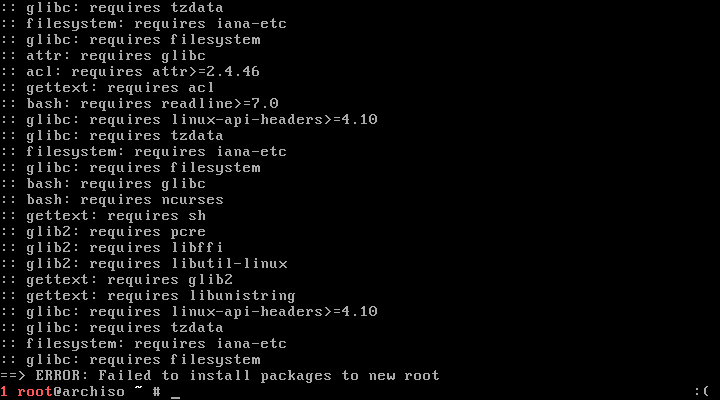 :: glibc: requires tzdata
:: filesystem: requires iana-etc
:: glibc: requires filesystem
:: attr: requires glibc
:: acl: requires attr>=2.4.46
:: gettext: requires acl
:: bash: requires readline>=7.0
:: glibc: requires linux-api-headers>=4.10
:: glibc: requires tzdata
:: filesystem: requires iana-etc
:: glibc: requires filesystem
:: bash: requires glibc
:: bash: requires ncurses
:: gettext: requires sh
:: glib2: requires pcre
:: glib2: requires libffi
:: glib2: requires libutil-linux
:: gettext: requires glib2
:: gettext: requires libunistring
:: glibc: requires linux-api-headers>=4.10
:: glibc: requires tzdata
:: filesystem: requires iana-etc
:: glibc: requires filesystem
==> ERROR: Failed to install packages to new root
1 root@archiso ~ # _ :(